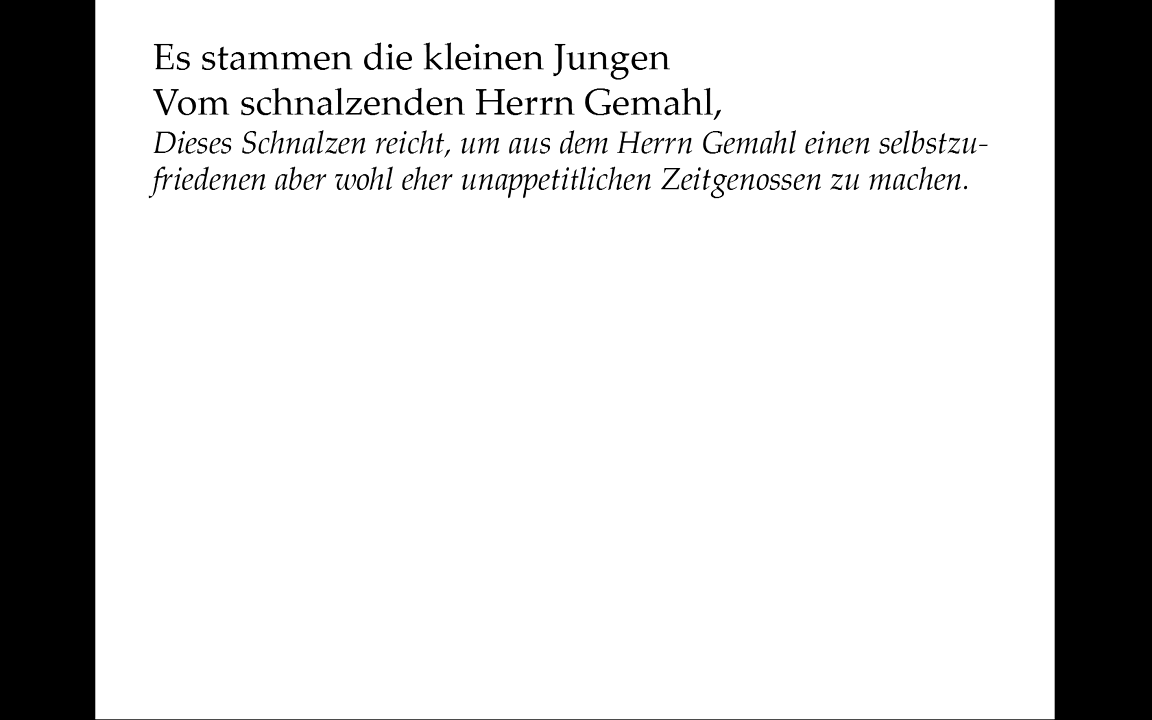 Es stammen die kleinen Jungen
Vom schnalzenden Herrn Gemahl,
Dieses Schnalzen reicht, um aus dem Herrn Gemahl einen selbstzu-
friedenen aber wohl eher unappetitlichen Zeitgenossen zu machen.